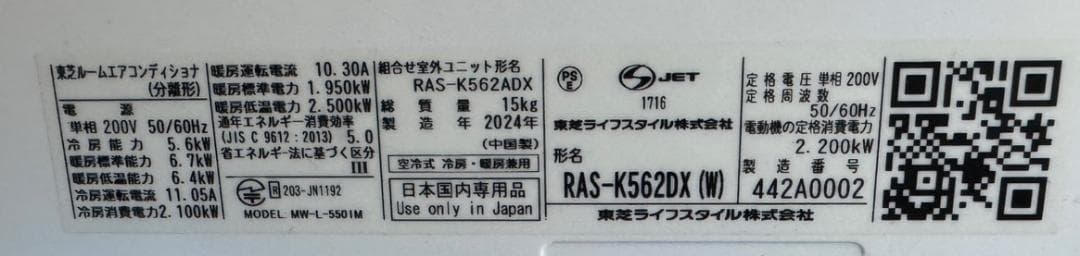 東芝ルームエアコンディショナ
(分離形)
電源
単相 200V 50/60Hz
冷房能力 5.6kW
暖房標準能力 6.7kW
暖房低温能力 6.4kW
冷房運転電流 11.05A
冷房消費電力 2.100kW
暖房運転電流 10.30A
暖房標準電力 1.950kW
暖房低温電力 2.500kW
通年エネルギー消費効率
(JIS C 9612:2013) 5.0
省エネルギー法に基づく区分
III
R 203-JN1192
MODEL: MW-L-5501M
組合せ室外ユニット形名
RAS-K562ADX
総質量 15kg
製造年 2024年
(中国製)
空冷式 冷房・暖房兼用
日本国内専用品
Use only in Japan
PS
E
JET
1716
東芝ライフスタイル株式会社
形名
RAS-K562DX (W)
東芝ライフスタイル株式会社
定格電圧 単相 200V
定格周波数
50/60Hz
電動機の定格消費電力
2.200kW
製造番号
442A0002